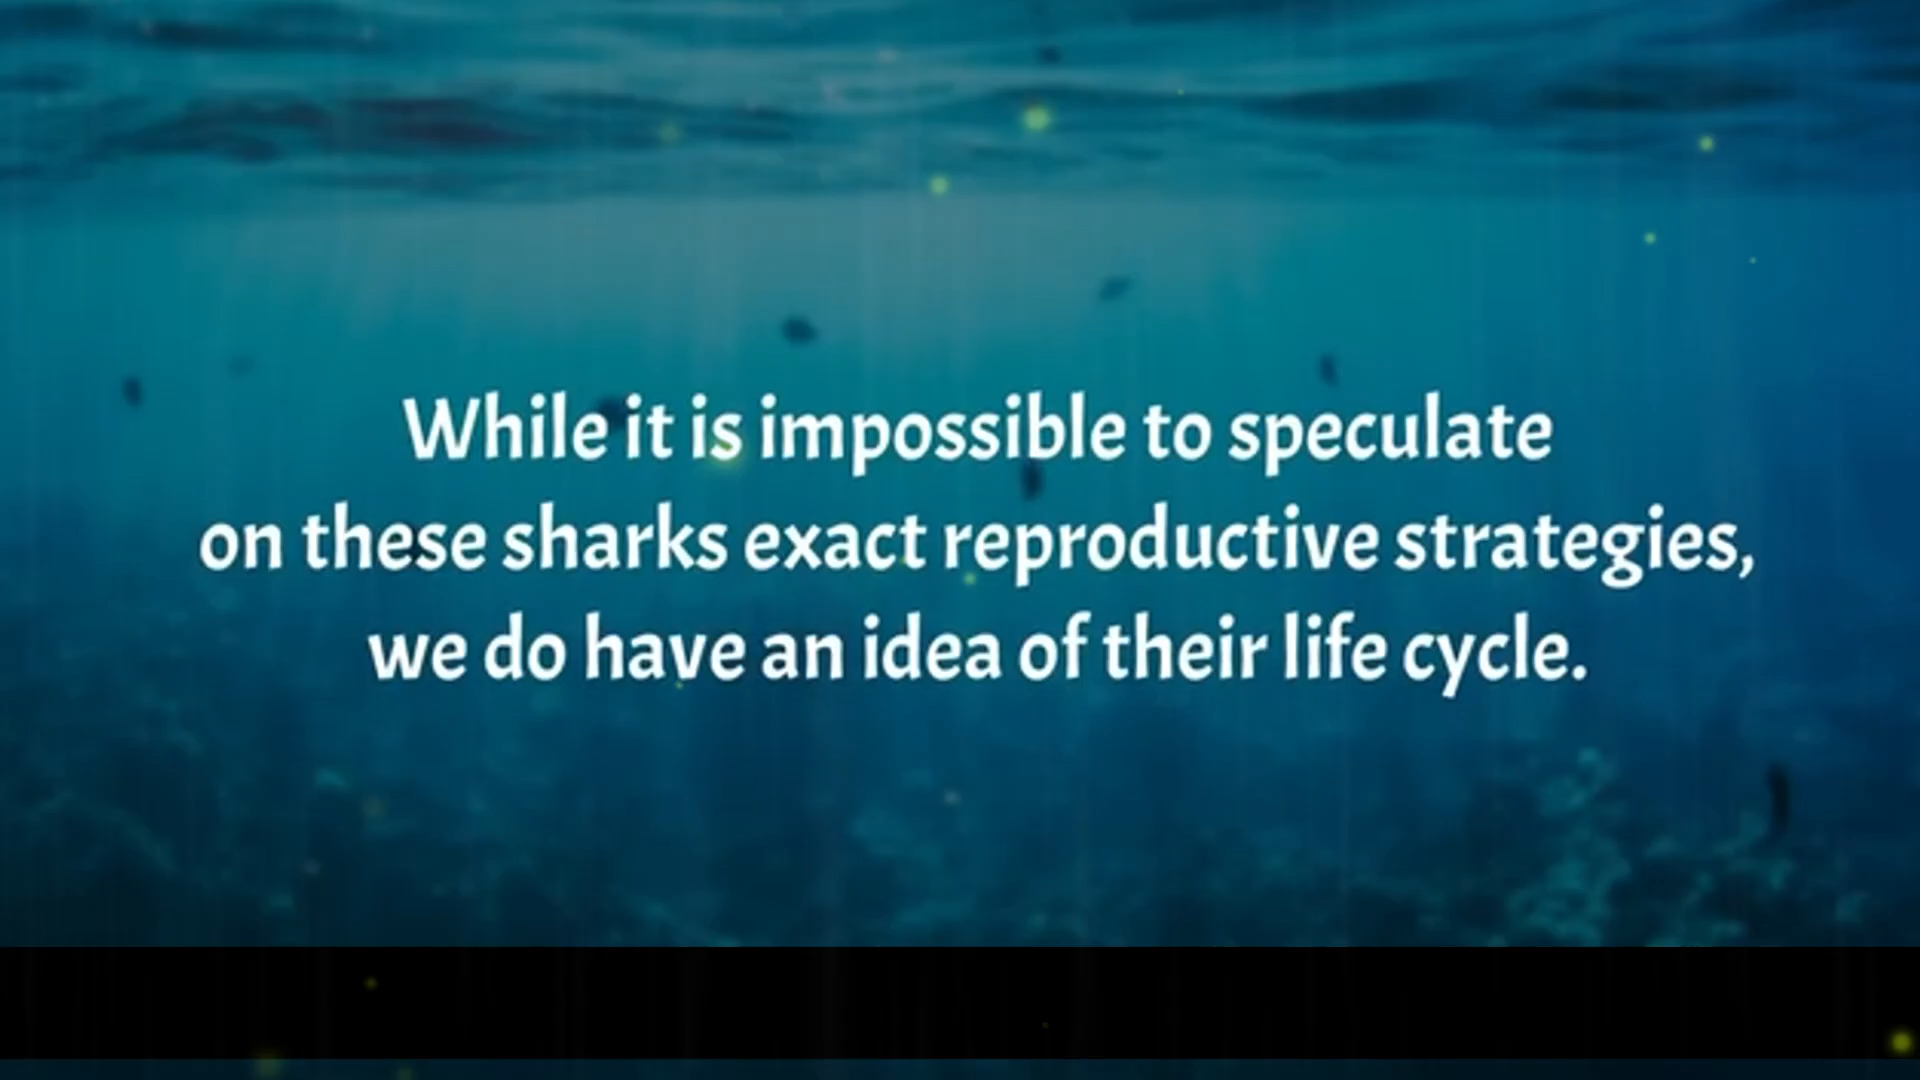 While it is impossible to speculate
on these sharks exact reproductive strategies,
we do have an idea of their life cycle.